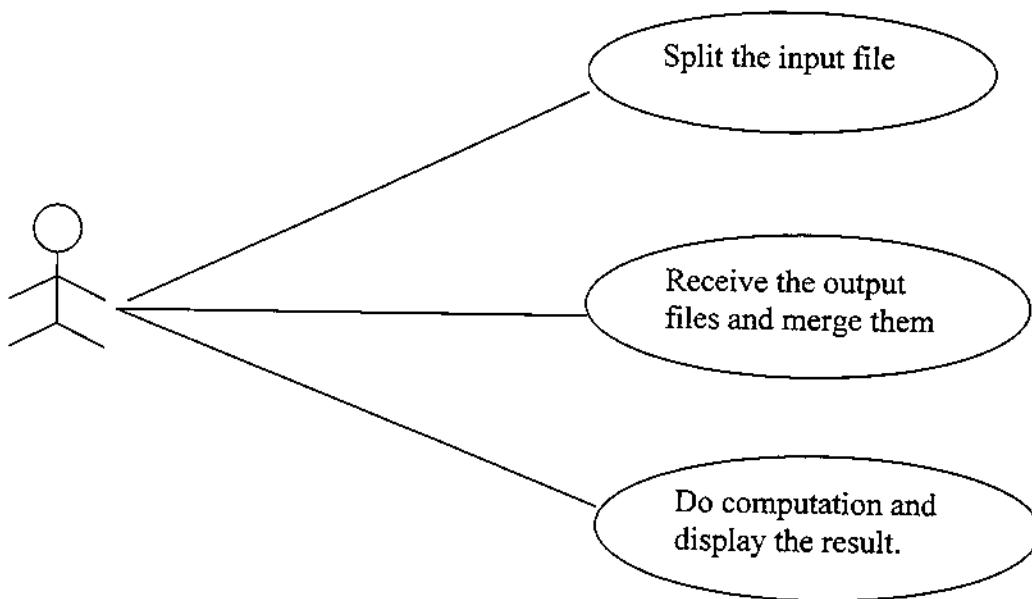 Split the input file
Receive the output
files and merge them
Do computation and
display the result.